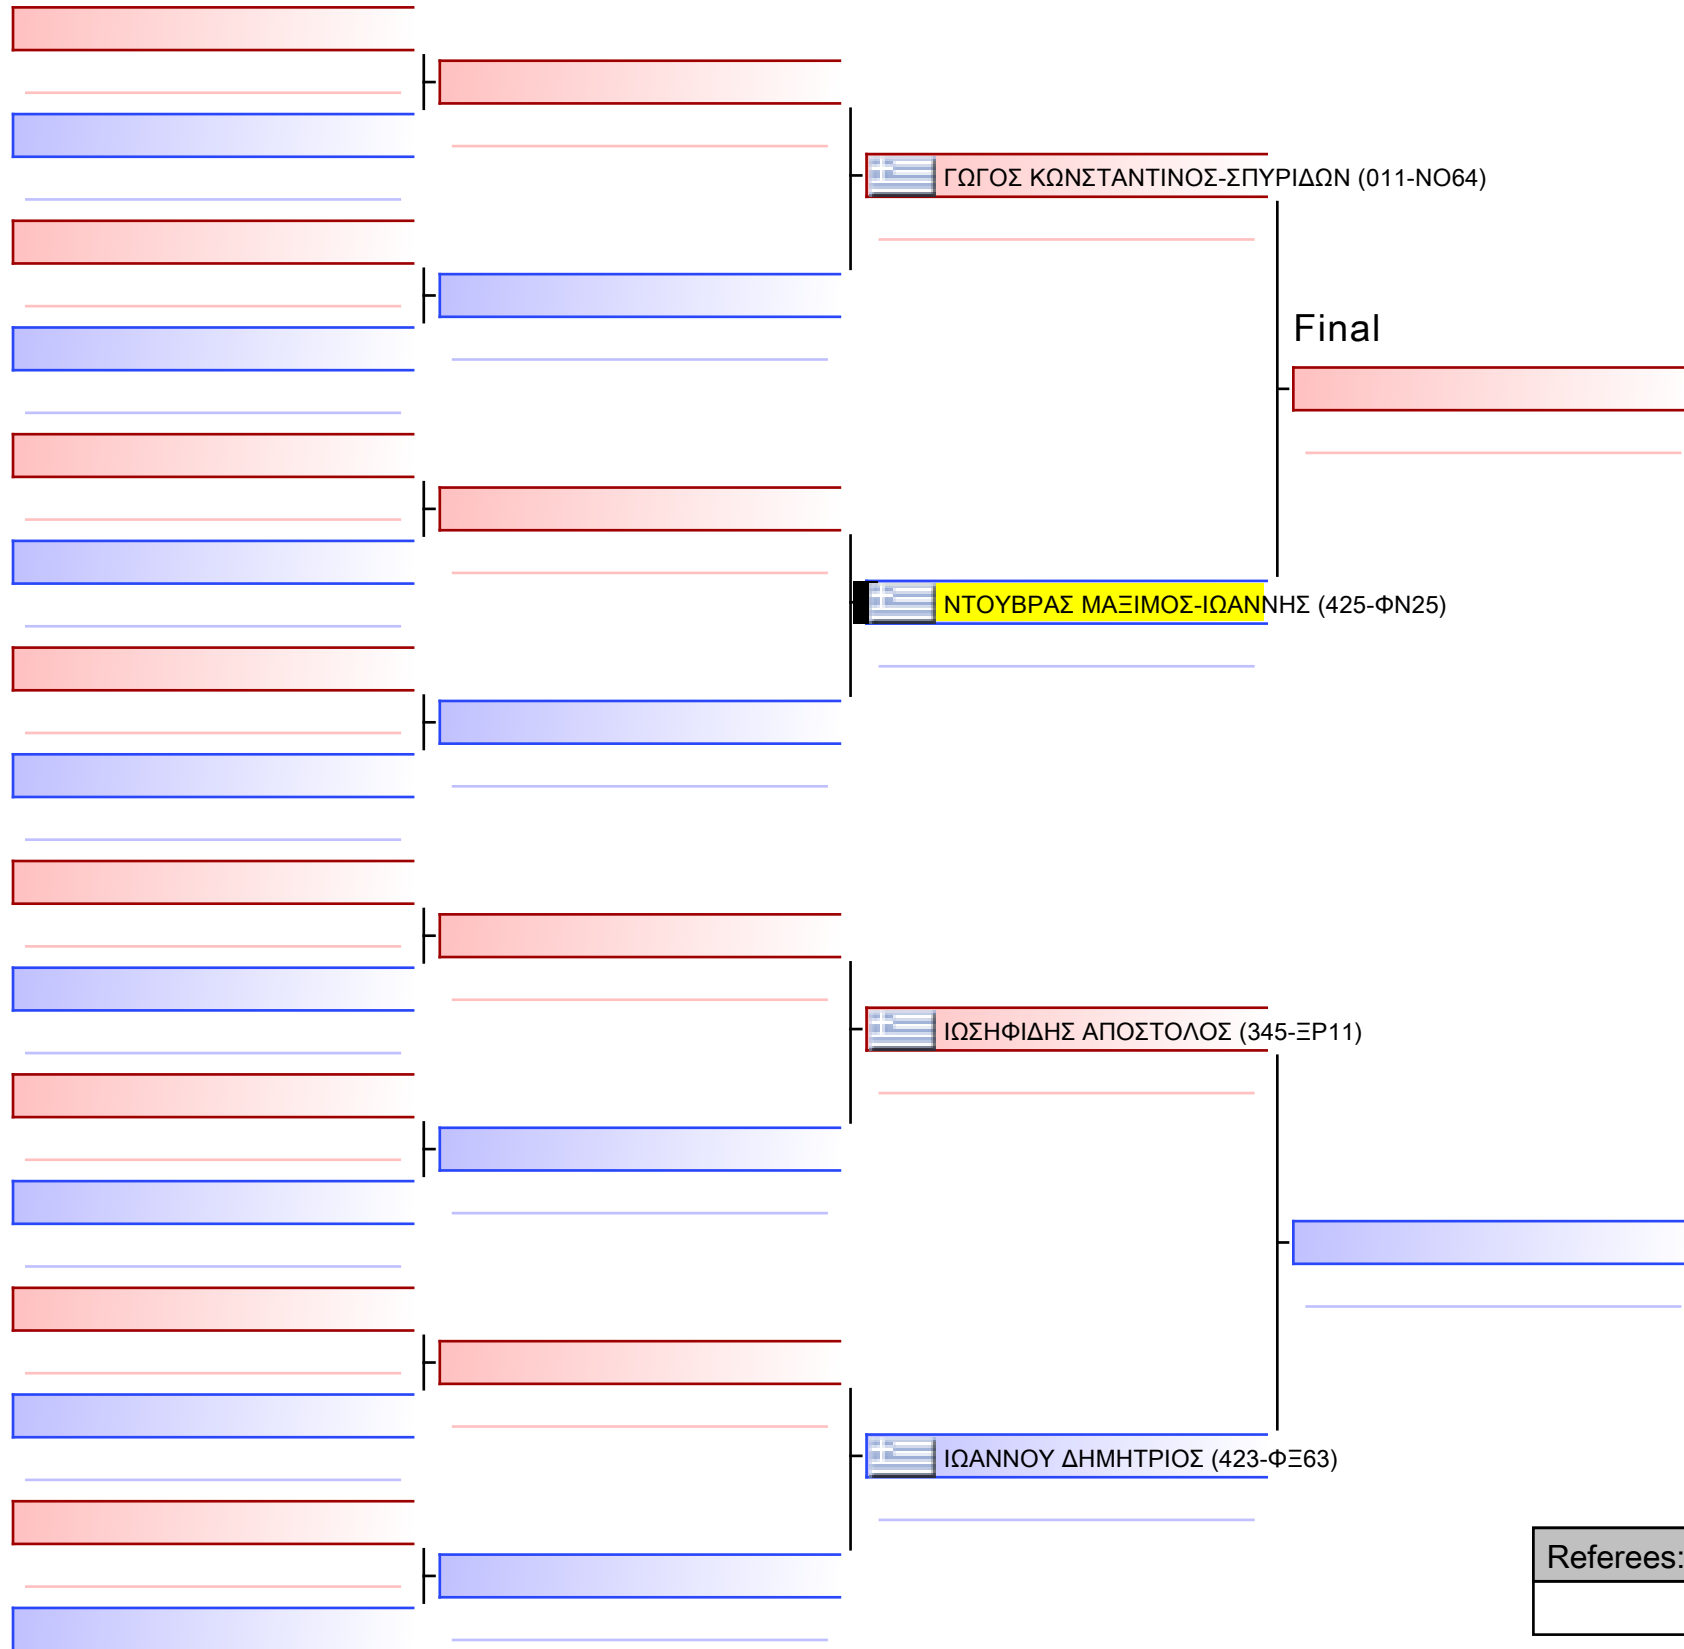 ΓΩΓΟΣ ΚΩΝΣΤΑΝΤΙΝΟΣ-ΣΠΥΡΙΔΩΝ (011-ΝΟ64)
Final
ΝΤΟΥΒΡΑΣ ΜΑΞΙΜΟΣ-ΙΩΑΝΝΗΣ (425-ΦΝ25)
ΙΩΣΗΦΙΔΗΣ ΑΠΟΣΤΟΛΟΣ (345-ΞΡ11)
ΙΩΑΝΝΟΥ ΔΗΜΗΤΡΙΟΣ (423-ΦΞ63)
Referees: